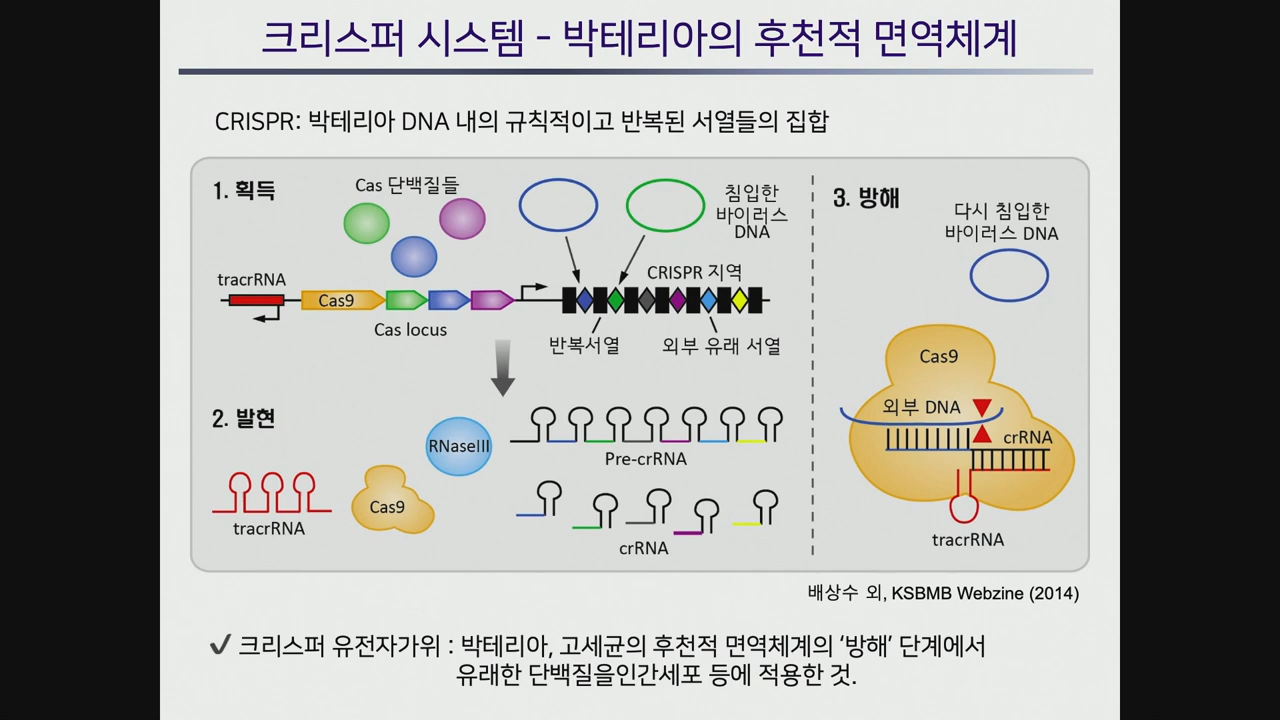 크리스퍼 시스템 - 박테리아의 후천적 면역체계
CRISPR: 박테리아 DNA 내의 규칙적이고 반복된 서열들의 집합
1. 획득
Cas 단백질들
침입한
바이러스
DNA
tracrRNA
Cas9
CRISPR 지역
Cas locus
반복서열
외부 유래 서열
2. 발현
RNaseIII
Pre-crRNA
Cas9
tracrRNA
crRNA
3. 방해
다시 침입한
바이러스 DNA
Cas9
외부 DNA
crRNA
tracrRNA
배상수 외, KSBMB Webzine (2014)
✓ 크리스퍼 유전자가위 : 박테리아, 고세균의 후천적 면역체계의 ‘방해’ 단계에서
유래한 단백질을인간세포 등에 적용한 것.